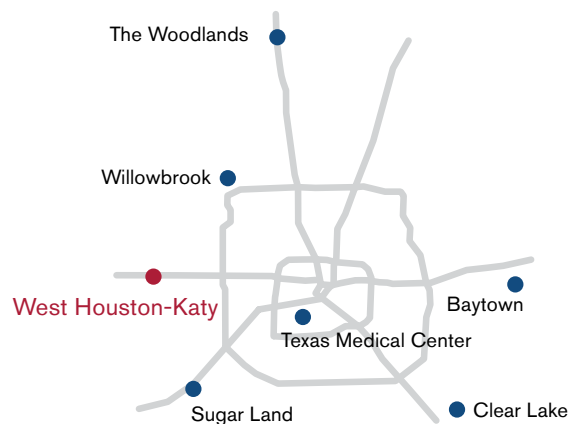 The Woodlands
Willowbrook
West Houston-Katy
Baytown
Texas Medical Center
Sugar Land
Clear Lake